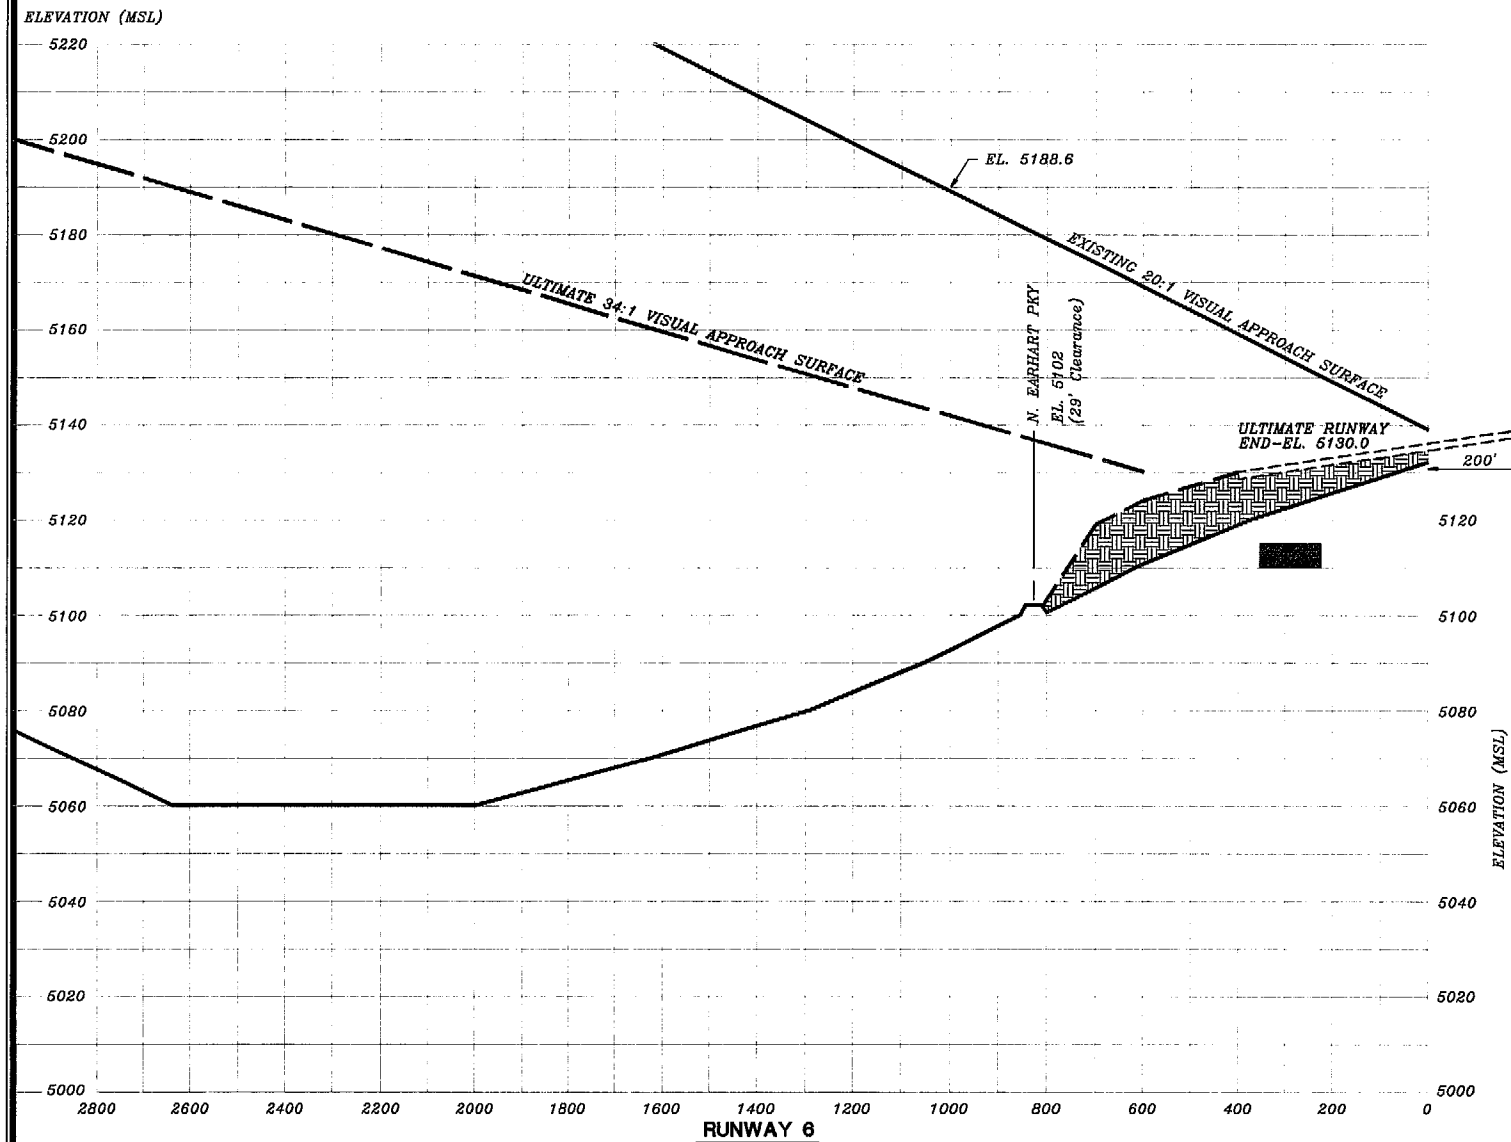 ELEVATION (MSL)
5220
5200
EL. 5188.6
5180
EXISTING 20:1 VISUAL APPROACH SURFACE
ULTIMATE 34:1 VISUAL APPROACH SURFACE
N. EARHART PKY
EL. 5102
(29' Clearance)
5160
5140
ULTIMATE RUNWAY
END-EL. 5130.0
200'
5120
5120
5100
5100
5080
5080
ELEVATION (MSL)
5060
5060
5040
5040
5020
5020
5000
5000
2800 2600 2400 2200 2000 1800 1600 1400 1200 1000 800 600 400 200 0
RUNWAY 6